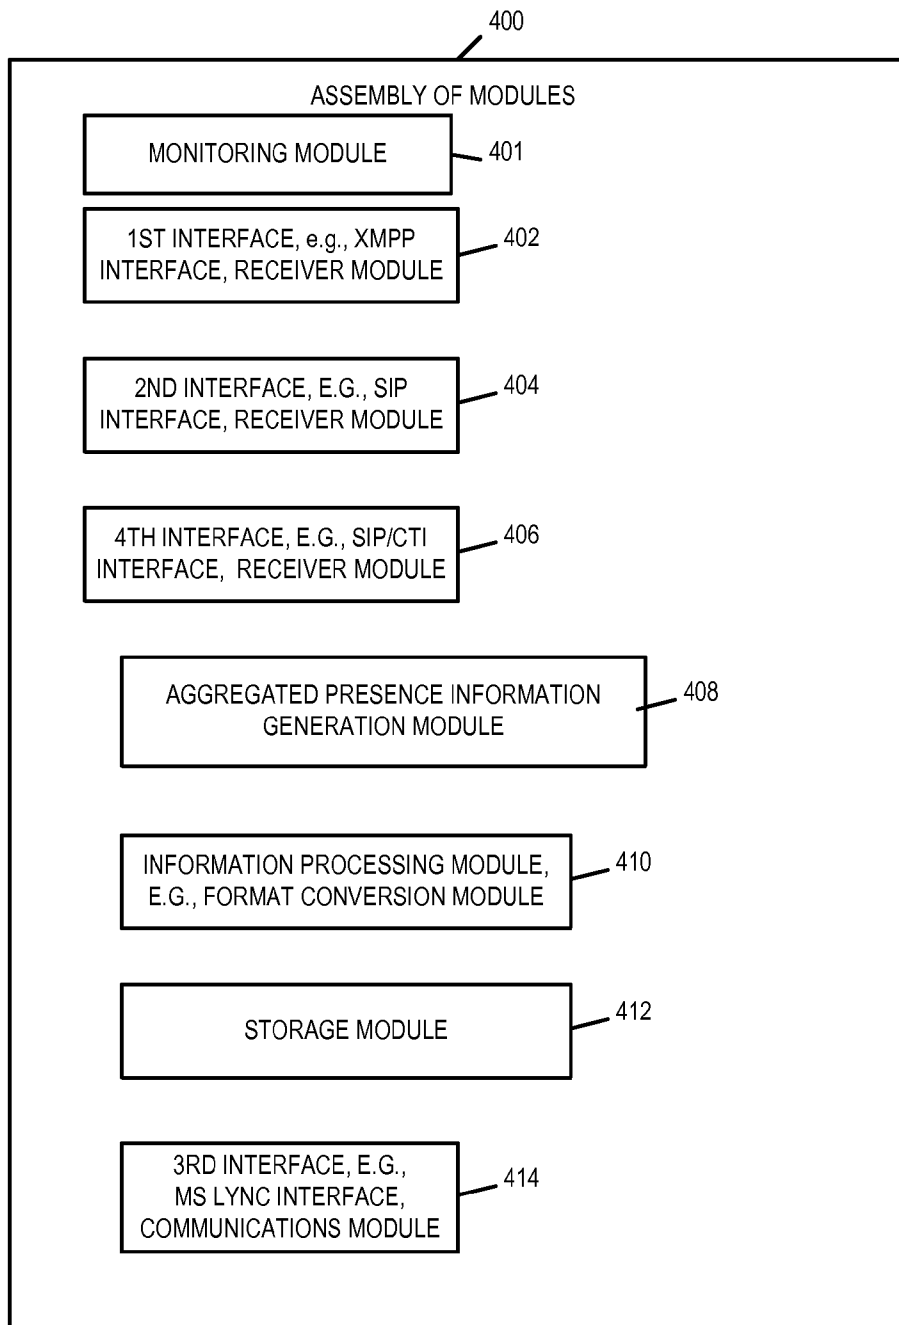 400
ASSEMBLY OF MODULES
MONITORING MODULE
401
1ST INTERFACE, e.g., XMPP
INTERFACE, RECEIVER MODULE
402
2ND INTERFACE, E.G., SIP
INTERFACE, RECEIVER MODULE
404
4TH INTERFACE, E.G., SIP/CTI
INTERFACE, RECEIVER MODULE
406
AGGREGATED PRESENCE INFORMATION
GENERATION MODULE
408
INFORMATION PROCESSING MODULE,
E.G., FORMAT CONVERSION MODULE
410
STORAGE MODULE
412
3RD INTERFACE, E.G.,
MS LYNC INTERFACE,
COMMUNICATIONS MODULE
414